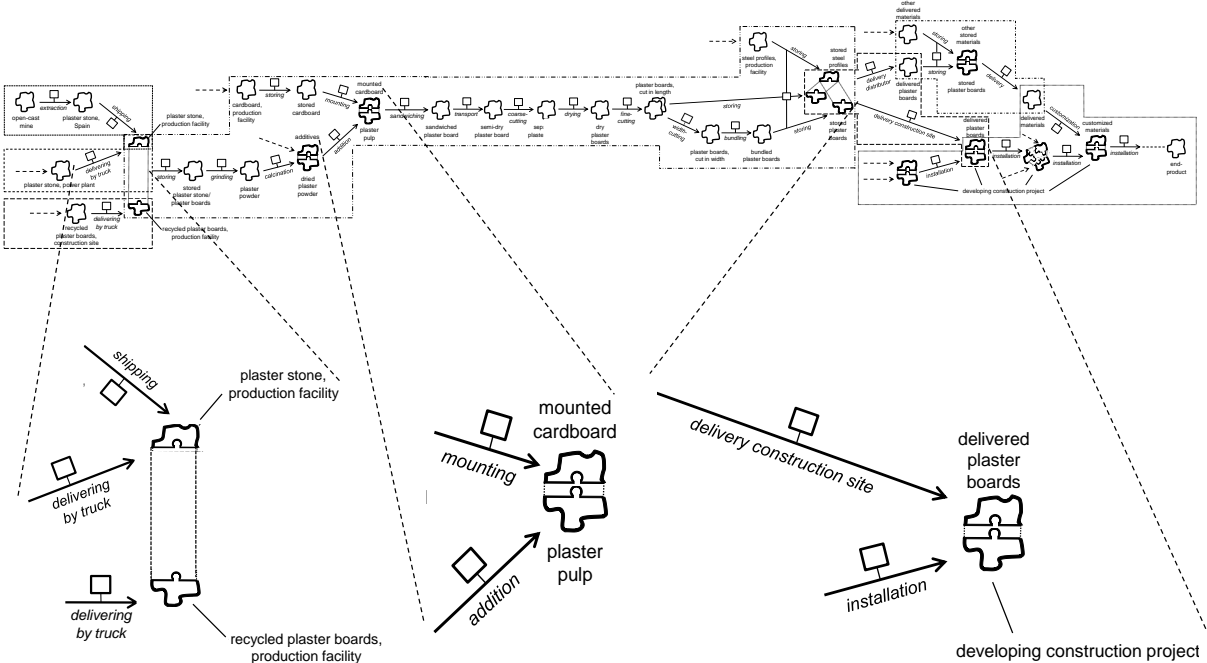 open-cast
mine
extraction
plaster stone,
Spain
shipping
plaster stone,
production facility
plaster stone, power plant
delivering
by truck
recycled
plaster boards,
construction site
delivering
by truck
recycled plaster boards,
production facility
storing
stored
plaster stone/
plaster boards
grinding
plaster
powder
calcination
additives
dried
plaster
powder
cardboard,
production facility
storing
stored
cardboard
mounting
mounted
cardboard
addition
plaster
pulp
sandwiching
sandwiched
plaster board
transport
semi-dry
plaster board
coarse-
cutting
drying
dry
plaster
boards
fine-
cutting
plaster boards,
cut in length
width-
cutting
plaster boards,
cut in width
bundling
bundled
plaster boards
storing
storing
steel profiles,
production
facility
storing
stored
steel
profiles
stored
plaster
boards
delivery
distributor
delivered
plaster
boards
storing
stored
plaster boards
other
delivered
materials
storing
other
stored
materials
delivery
delivered
materials
customization
customized
materials
delivery construction site
delivered
plaster
boards
installation
installation
installation
installation
developing construction project
end-
product
shipping
plaster stone,
production facility
delivering
by truck
delivering
by truck
recycled plaster boards,
production facility
mounted
cardboard
mounting
addition
plaster
pulp
delivery construction site
delivered
plaster
boards
installation
developing construction project